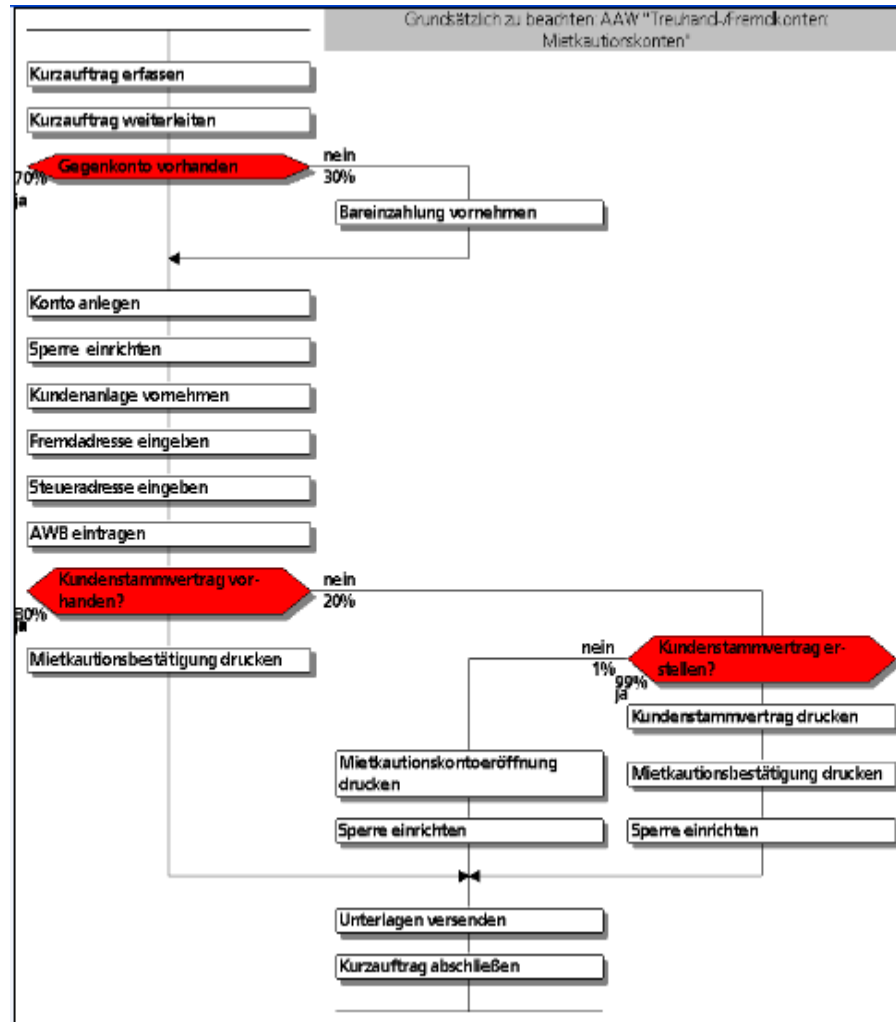 Grundsätzlich zu beachten: AAW "Treuhand-/Fremdkonten:
Mietkautionskonten"
Kurzauftrag erfassen
Kurzauftrag weiterleiten
Gegenkonto vorhanden
nein
30%
70%
ja
Bareinzahlung vornehmen
Konto anlegen
Sperre einrichten
Kundenanlage vornehmen
Fremdadresse eingeben
Steueradresse eingeben
AWB eintragen
Kundenstammvertrag vor-
handen?
nein
20%
80%
ja
Mietkautionsbestätigung drucken
Kundenstammvertrag er-
stellen?
nein
1%
99%
ja
Kundenstammvertrag drucken
Mietkautionskontoeröffnung
drucken
Mietkautionsbestätigung drucken
Sperre einrichten
Sperre einrichten
Unterlagen versenden
Kurzauftrag abschließen